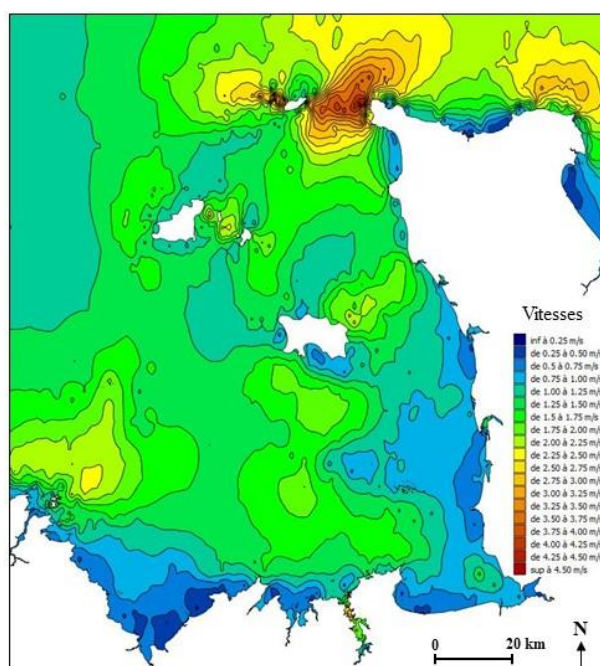 Vitesses
inf à 0.25 m/s
de 0.25 à 0.50 m/s
de 0.5 à 0.75 m/s
de 0.75 à 1.00 m/s
de 1.00 à 1.25 m/s
de 1.25 à 1.50 m/s
de 1.5 à 1.75 m/s
de 1.75 à 2.00 m/s
de 2.00 à 2.25 m/s
de 2.25 à 2.50 m/s
de 2.50 à 2.75 m/s
de 2.75 à 3.00 m/s
de 3.00 à 3.25 m/s
de 3.25 à 3.50 m/s
de 3.50 à 3.75 m/s
de 3.75 à 4.00 m/s
de 4.00 à 4.25 m/s
de 4.25 à 4.50 m/s
sup à 4.50 m/s
N
0 20 km